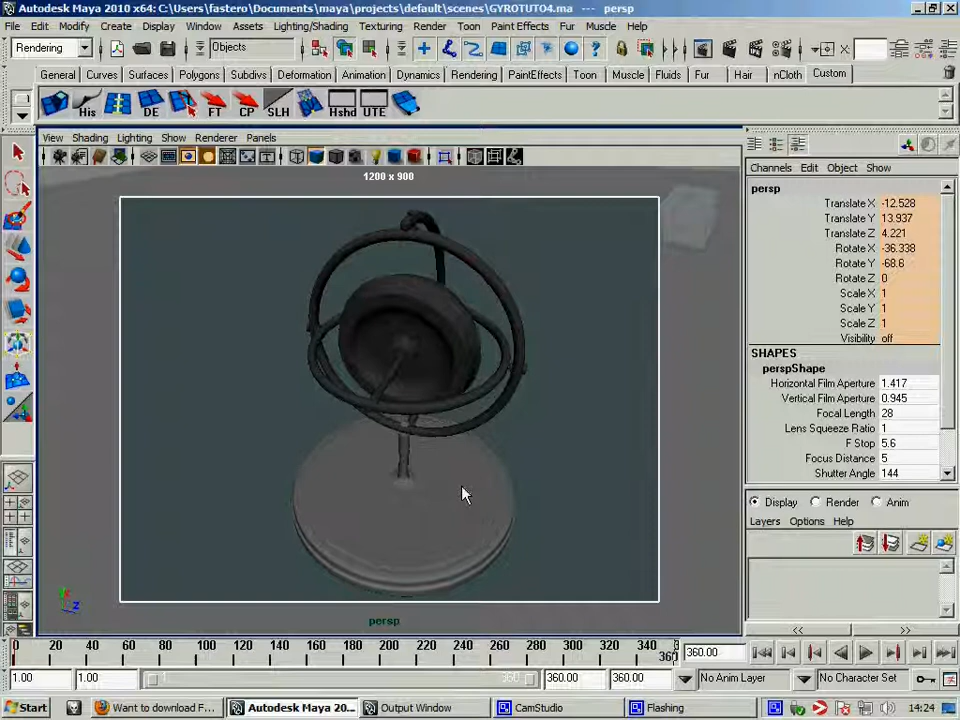 Autodesk Maya 2010 x64: C:\Users\fastero\Documents\maya\projects\default\scenes\GYROTUTO4.ma --- persp
File Edit Modify Create Display Window Assets Lighting/Shading Texturing Render Toon Paint Effects Fur Muscle Help
Rendering Objects X:
General Curves Surfaces Polygons Subdivs Deformation Animation Dynamics Rendering PaintEffects Toon Muscle Fluids Fur Hair nCloth Custom
His DE FT CP SLH Hshd UTE
View Shading Lighting Show Renderer Panels
Channels Edit Object Show
1200 x 900
persp
Translate X -12.528
Translate Y 13.937
Translate Z 4.221
Rotate X -36.338
Rotate Y -68.6
Rotate Z 0
Scale X 1
Scale Y 1
Scale Z 1
Visibility off
SHAPES
perspShape
Horizontal Film Aperture 1.417
Vertical Film Aperture 0.945
Focal Length 28
Lens Squeeze Ratio 1
F Stop 5.6
Focus Distance 5
Shutter Angle 144
Display Render Anim
Layers Options Help
Z
persp
0 20 40 60 80 100 120 140 160 180 200 220 240 260 280 300 320 340 360
360.00
1.00 1.00 360.00 360.00 No Anim Layer No Character Set
Start Want to download F... Autodesk Maya 20... Output Window CamStudio Flashing 14:24